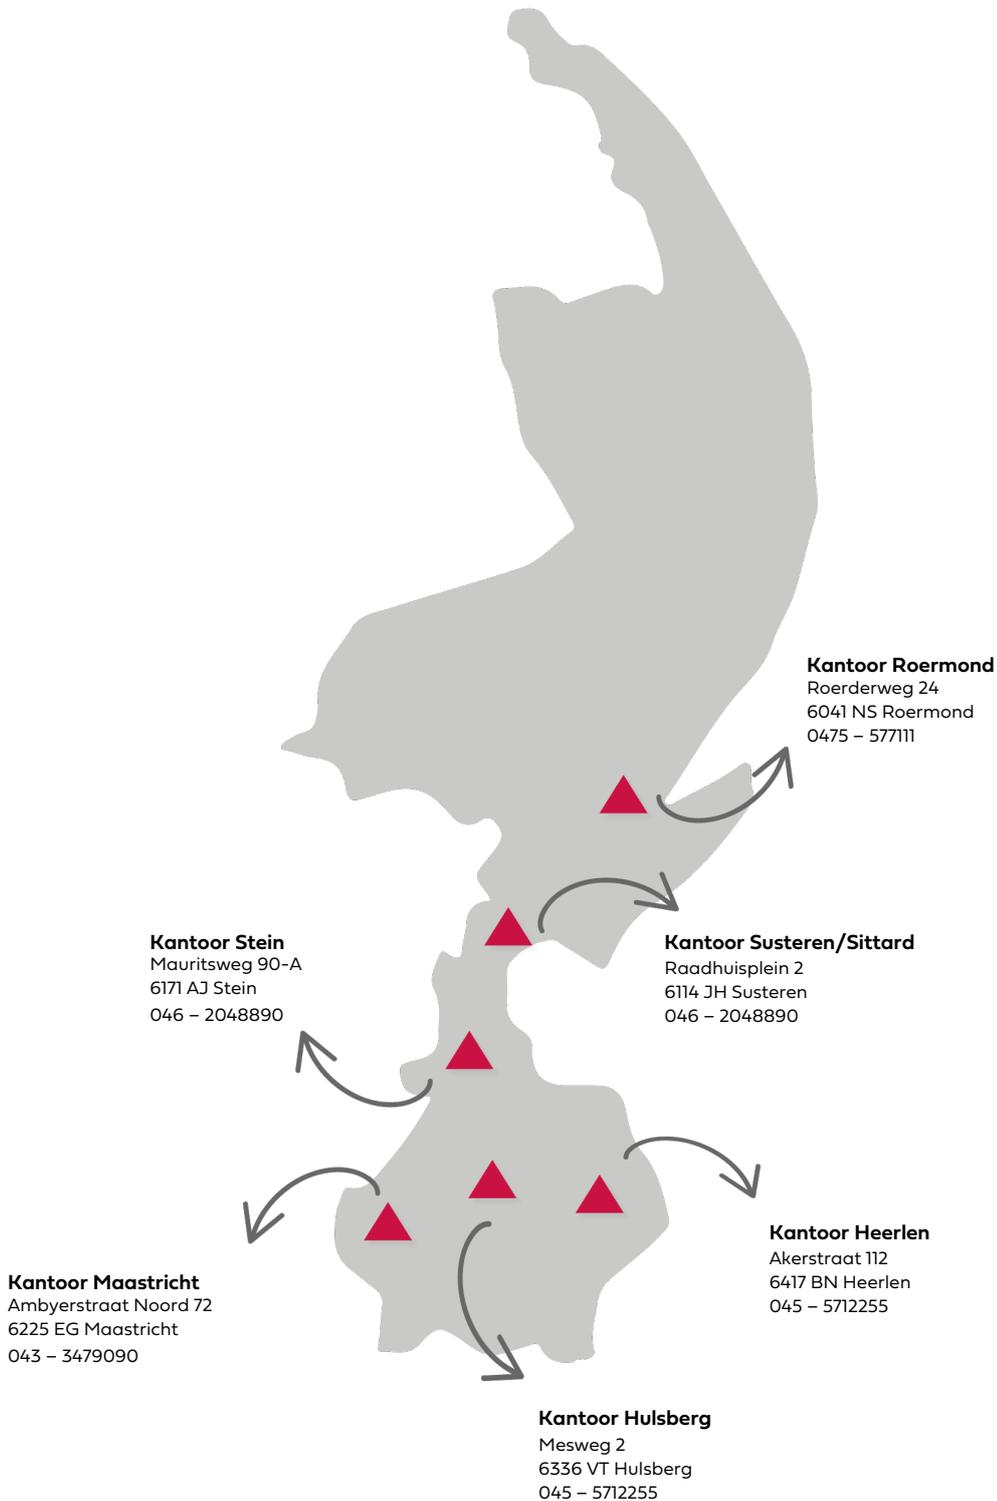 Kantoor Roermond
Roerderweg 24
6041 NS Roermond
0475 – 577111
Kantoor Stein
Mauritsweg 90-A
6171 AJ Stein
046 – 2048890
Kantoor Susteren/Sittard
Raadhuisplein 2
6114 JH Susteren
046 – 2048890
Kantoor Heerlen
Akerstraat 112
6417 BN Heerlen
045 – 5712255
Kantoor Maastricht
Ambyerstraat Noord 72
6225 EG Maastricht
043 – 3479090
Kantoor Hulsberg
Mesweg 2
6336 VT Hulsberg
045 – 5712255